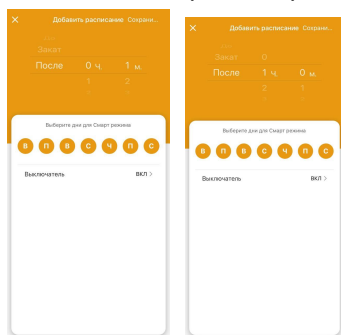 Добавить расписание Сохрани...
Закат
После 0 ч. 1 м.
1 2
Выберите дни для Смарт режима
В П В С Ч П С
Выключатель ВКЛ >
Добавить расписание Сохрани...
Закат 0
После 1 ч. 0 м.
2 1
Выберите дни для Смарт режима
В П В С Ч П С
Выключатель ВКЛ >